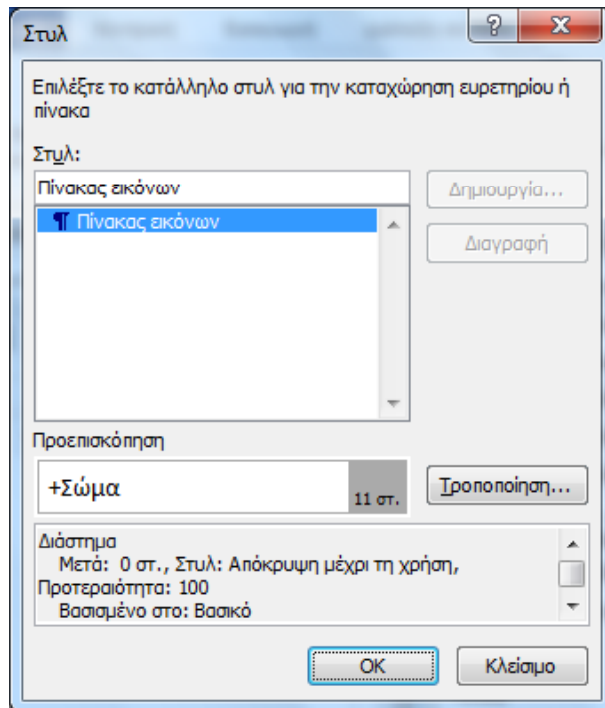 Στυλ
Επιλέξτε το κατάλληλο στυλ για την καταχώρηση ευρετηρίου ή
πίνακα
Στυλ:
Πίνακας εικόνων
Δημιουργία...
¶ Πίνακας εικόνων
Διαγραφή
Προεπισκόπηση
+Σώμα
11 στ.
Τροποποίηση...
Διάστημα
Μετά: 0 στ., Στυλ: Απόκρυψη μέχρι τη χρήση,
Προτεραιότητα: 100
Βασισμένο στο: Βασικό
OK
Κλείσιμο